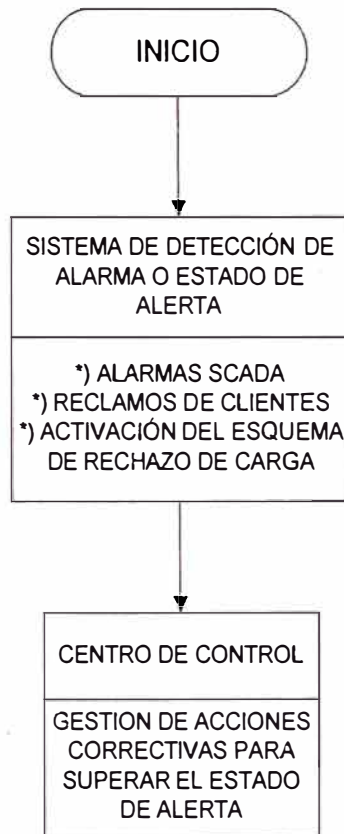 INICIO
SISTEMA DE DETECCIÓN DE
ALARMA O ESTADO DE
ALERTA
*) ALARMAS SCADA
*) RECLAMOS DE CLIENTES
*) ACTIVACIÓN DEL ESQUEMA
DE RECHAZO DE CARGA
CENTRO DE CONTROL
GESTION DE ACCIONES
CORRECTIVAS PARA
SUPERAR EL ESTADO
DE ALERTA